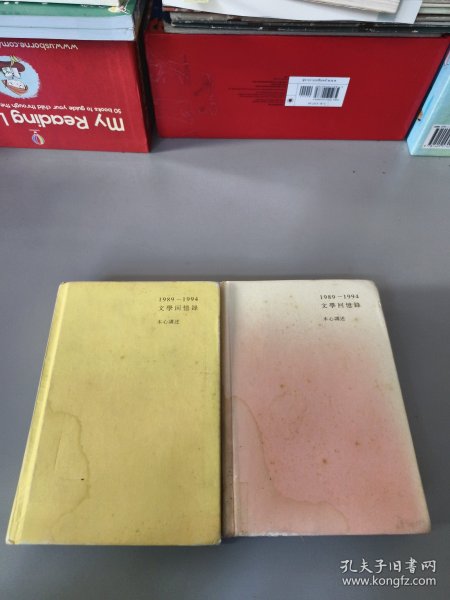 www.usborne.com/
50 books to guide your child through the
My Reading L
1989－1994
文學回憶錄
木心講述
1989－1994
文學回憶錄
木心講述
孔夫子旧书网
www.kongfz.com